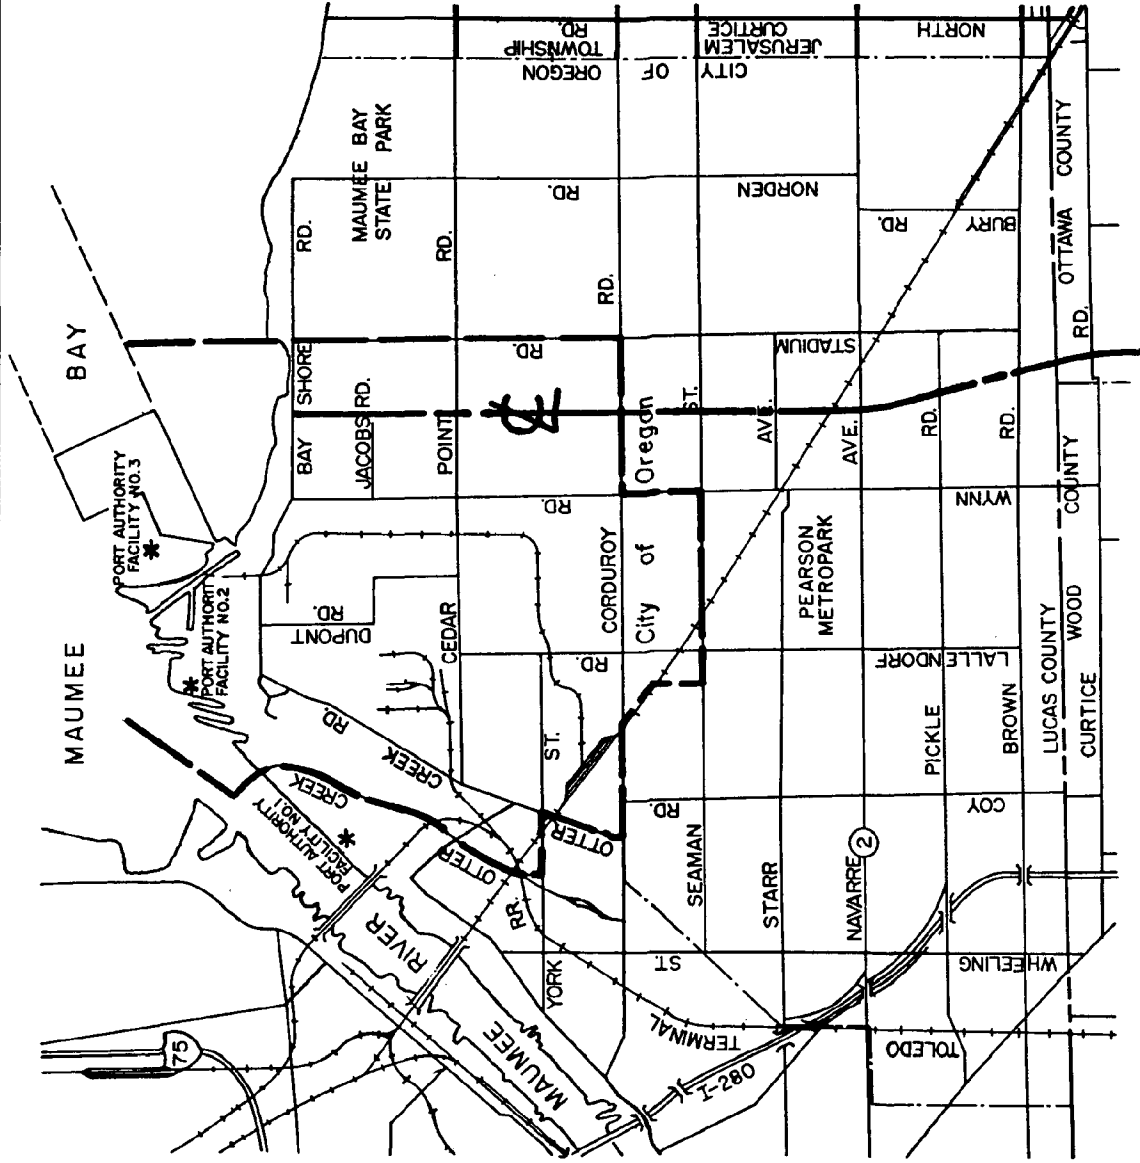 NORTH
CURTICE
JERUSALEM
TOWNSHIP
RD.
CITY
OF
OREGON
MAUMEE BAY
STATE PARK
NORDEN
RD.
BURY
RD.
OTTAWA COUNTY
RD.
RD.
RD.
RD.
BAY
STADIUM
RD.
BAY
SHORE
JACOBS RD.
POINT
Oregon
ST.
AVE.
AVE.
RD.
RD.
COUNTY
PORT AUTHORITY
FACILITY NO.3
WYNN
RD.
PORT AUTHORIT
FACILITY NO.2
DUPONT
RD.
CEDAR
CORDUROY
City of
PEARSON
METROPARK
LUCAS COUNTY
WOOD
LALLENDORF
RD.
MAUMEE
CREEK
RD.
ST.
PICKLE
BROWN
CURTICE
CREEK
PORT AUTHORITY
FACILITY NO.1
OTTER
OTTER
COY
RD.
SEAMAN
STARR
NAVARRE
2
RIVER
RR.
YORK
WHEELING
ST.
MAUMEE
TERMINAL
TOLEDO
I-280
75